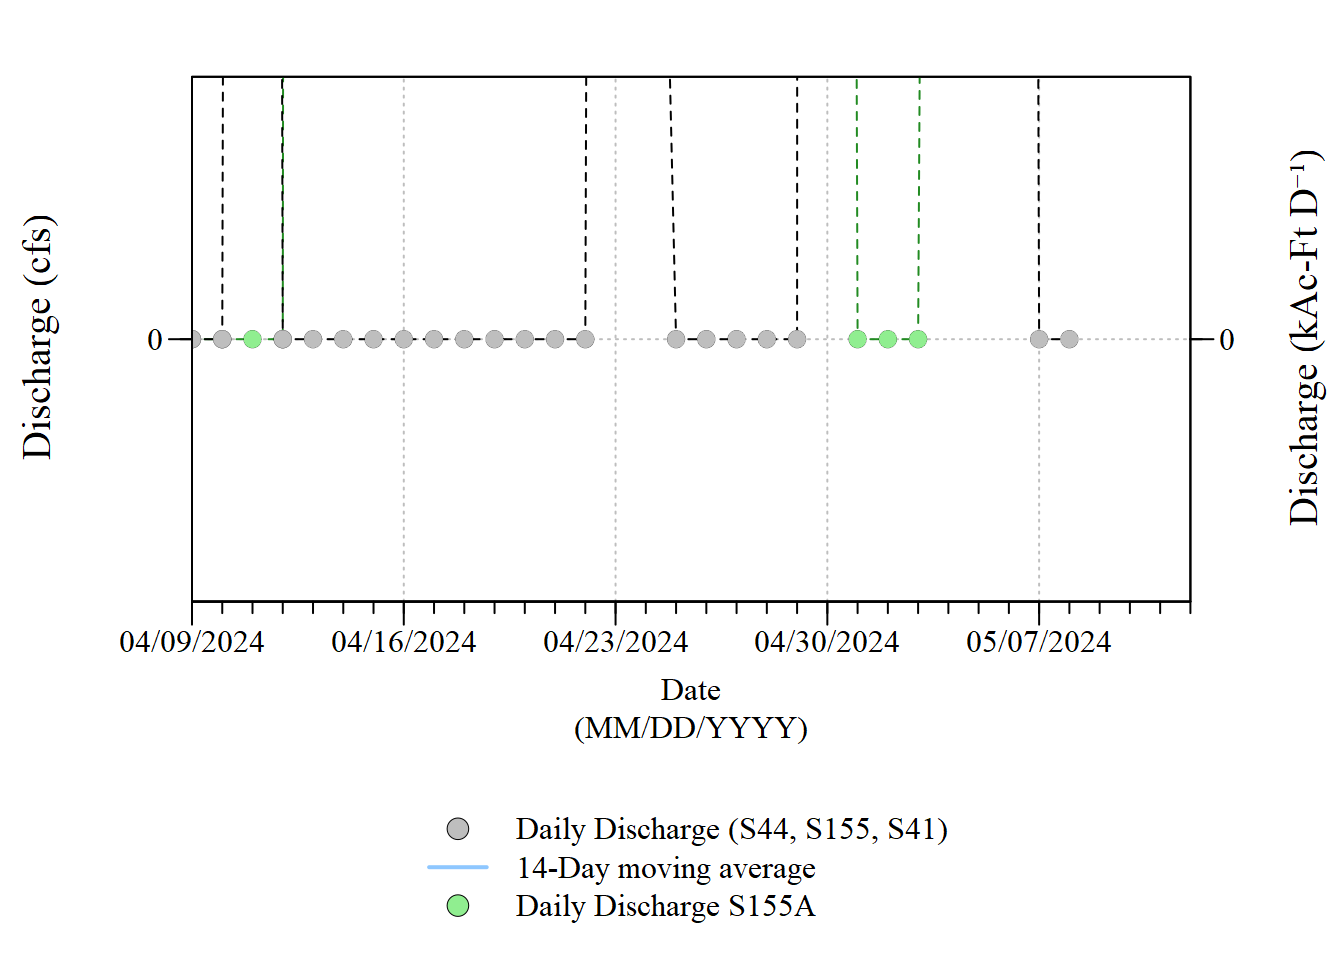 Discharge (cfs)
0
0
Discharge (kAc-Ft D⁻¹)
04/09/2024 04/16/2024 04/23/2024 04/30/2024 05/07/2024
Date
(MM/DD/YYYY)
Daily Discharge (S44, S155, S41)
14-Day moving average
Daily Discharge S155A